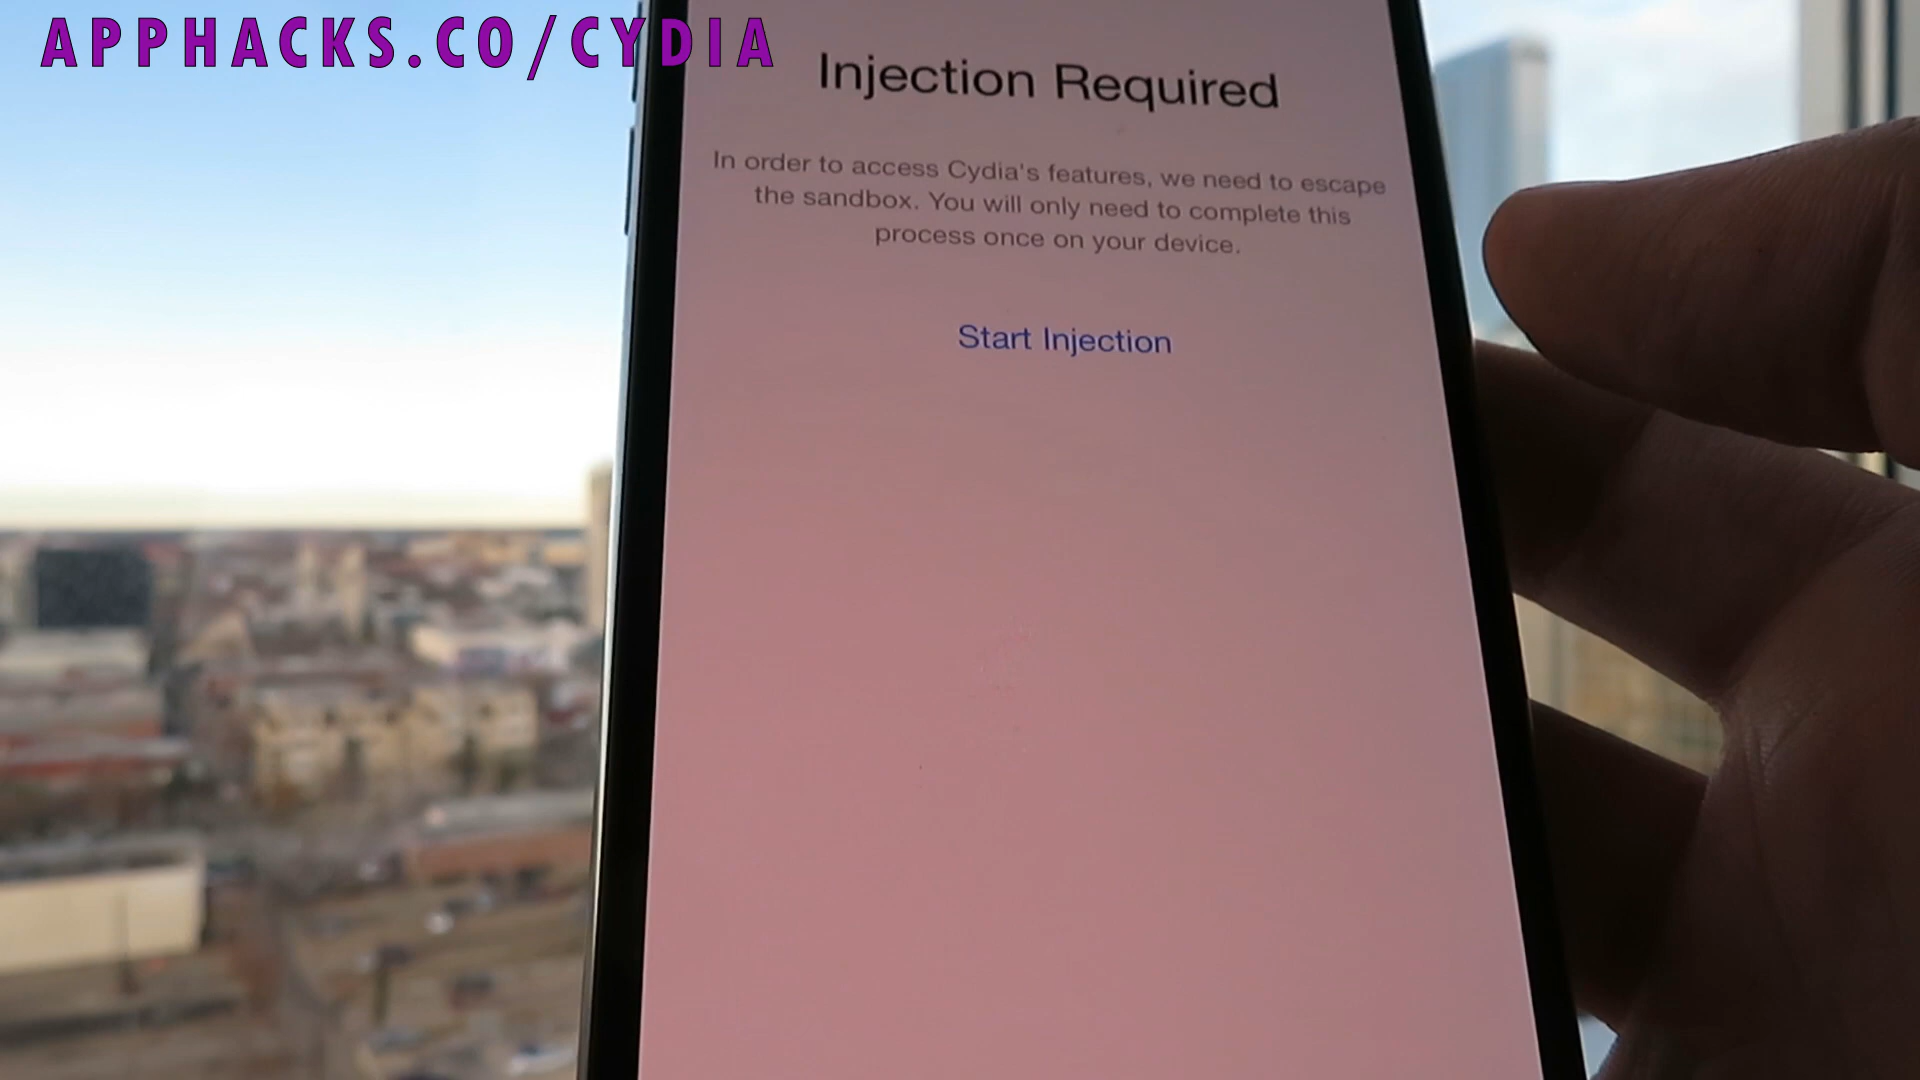 APPHACKS.CO/CYDIA
Injection Required
In order to access Cydia's features, we need to escape
the sandbox. You will only need to complete this
process once on your device.
Start Injection